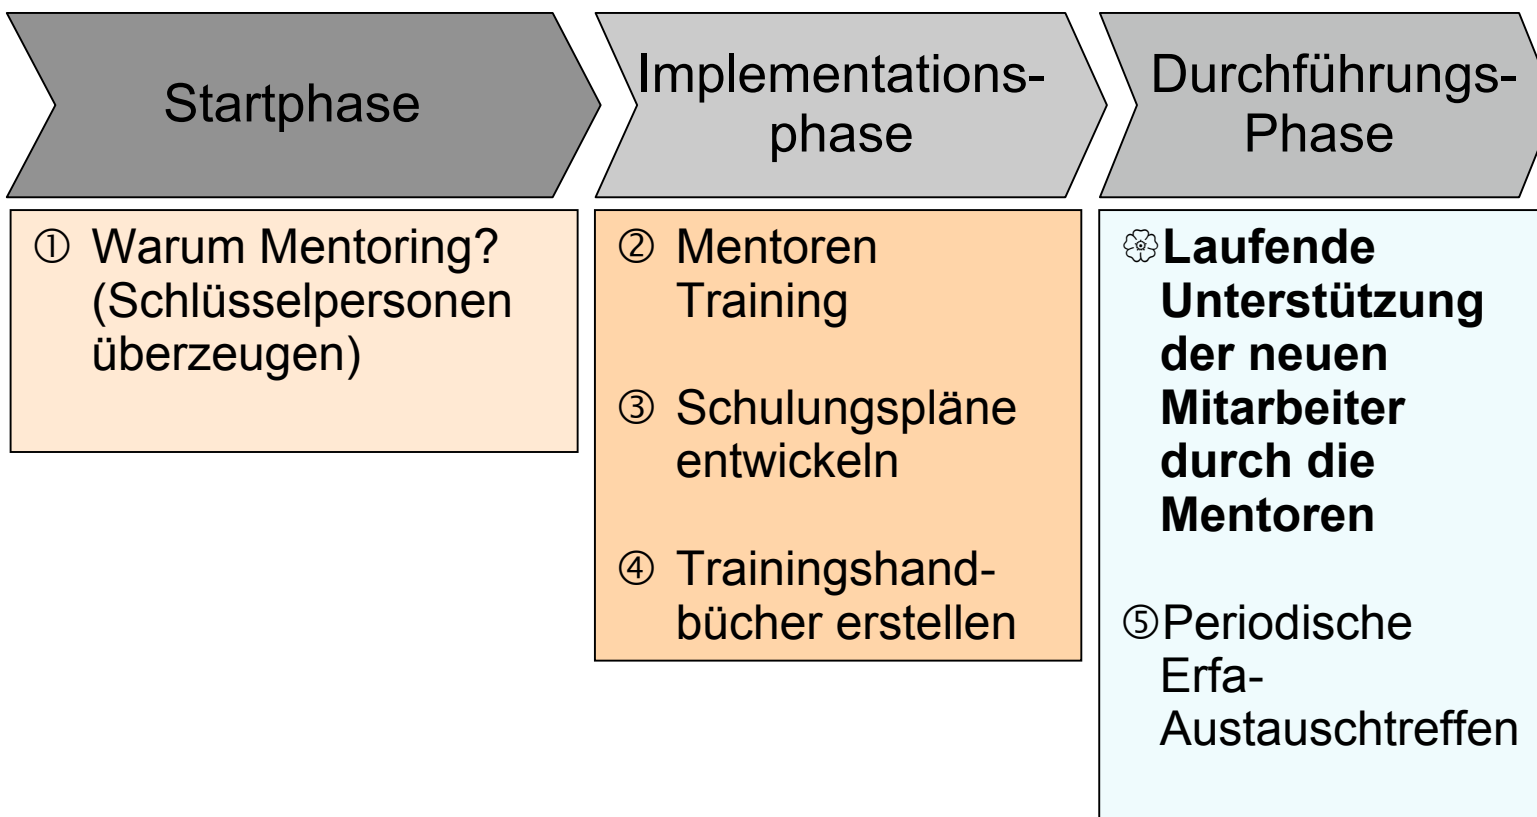 Startphase
Implementations-
phase
Durchführungs-
Phase
① Warum Mentoring?
(Schlüsselpersonen
überzeugen)
② Mentoren
Training
③ Schulungspläne
entwickeln
④ Trainingshand-
bücher erstellen
Laufende
Unterstützung
der neuen
Mitarbeiter
durch die
Mentoren
⑤Periodische
Erfa-
Austauschtreffen